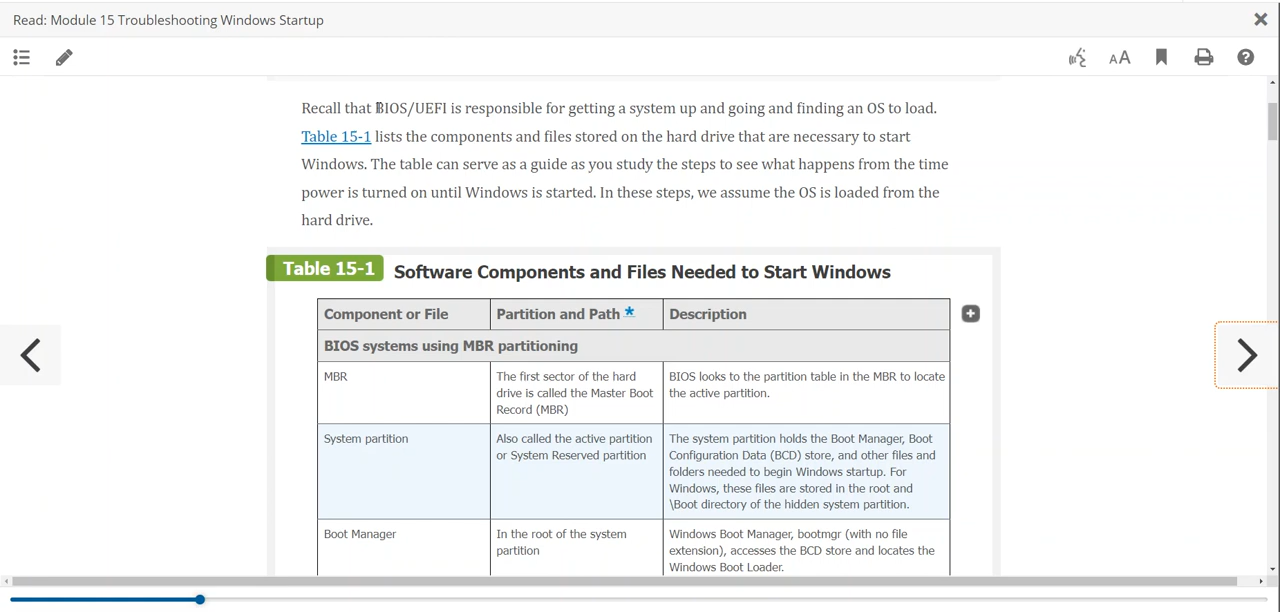 Read: Module 15 Troubleshooting Windows Startup
AA
Recall that BIOS/UEFI is responsible for getting a system up and going and finding an OS to load.
Table 15-1 lists the components and files stored on the hard drive that are necessary to start
Windows. The table can serve as a guide as you study the steps to see what happens from the time
power is turned on until Windows is started. In these steps, we assume the OS is loaded from the
hard drive.
Table 15-1 Software Components and Files Needed to Start Windows
Component or File Partition and Path * Description
BIOS systems using MBR partitioning
MBR
The first sector of the hard
drive is called the Master Boot
Record (MBR)
BIOS looks to the partition table in the MBR to locate
the active partition.
System partition
Also called the active partition
or System Reserved partition
The system partition holds the Boot Manager, Boot
Configuration Data (BCD) store, and other files and
folders needed to begin Windows startup. For
Windows, these files are stored in the root and
\Boot directory of the hidden system partition.
Boot Manager
In the root of the system
partition
Windows Boot Manager, bootmgr (with no file
extension), accesses the BCD store and locates the
Windows Boot Loader.